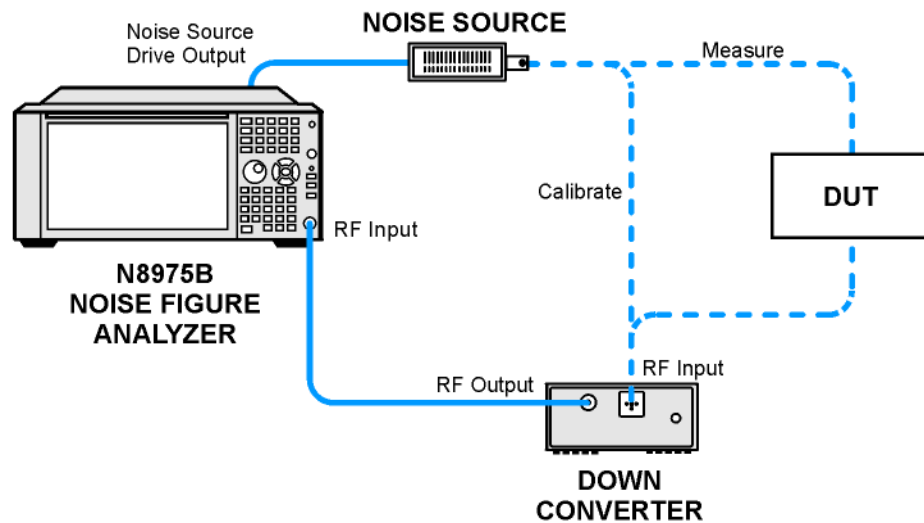 NOISE SOURCE
Noise Source
Drive Output
Measure
Calibrate
DUT
RF Input
N8975B
NOISE FIGURE
ANALYZER
RF Input
RF Output
DOWN
CONVERTER